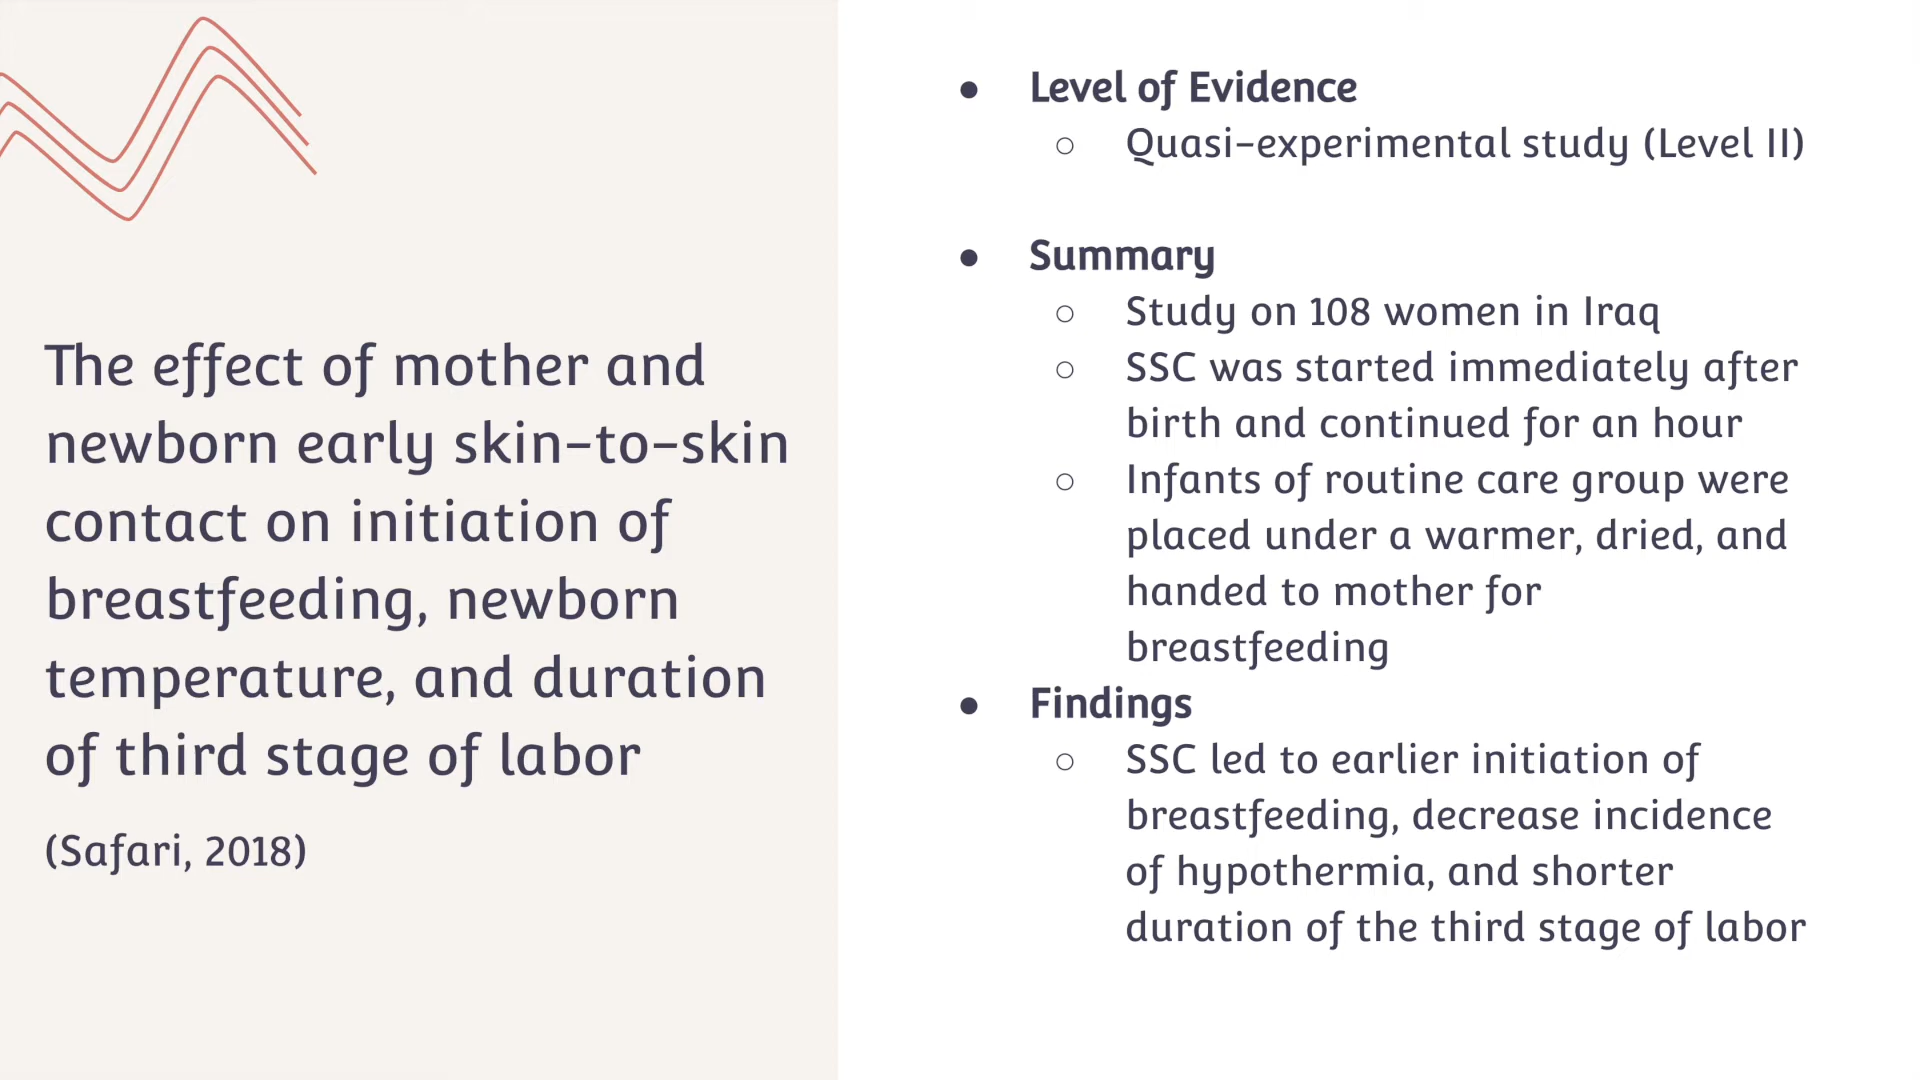 The effect of mother and
newborn early skin-to-skin
contact on initiation of
breastfeeding, newborn
temperature, and duration
of third stage of labor
(Safari, 2018)
● Level of Evidence
○ Quasi-experimental study (Level II)
● Summary
○ Study on 108 women in Iraq
○ SSC was started immediately after
birth and continued for an hour
○ Infants of routine care group were
placed under a warmer, dried, and
handed to mother for
breastfeeding
● Findings
○ SSC led to earlier initiation of
breastfeeding, decrease incidence
of hypothermia, and shorter
duration of the third stage of labor